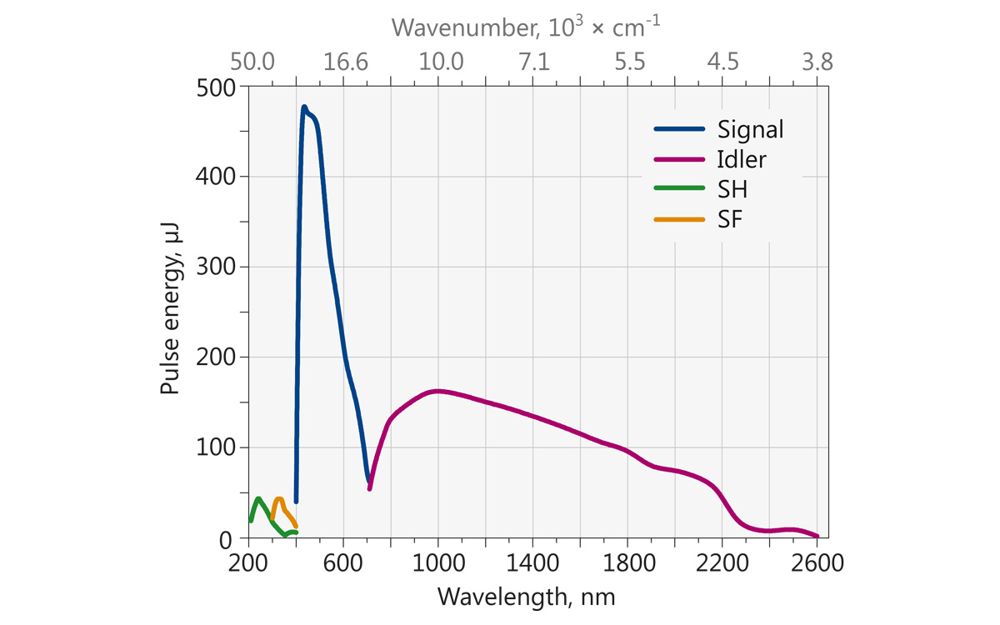 Wavenumber, 10³ × cm⁻¹
50.0 16.6 10.0 7.1 5.5 4.5 3.8
500
Signal
Idler
400
SH
SF
Pulse energy, μJ
300
200
100
0
200 600 1000 1400 1800 2200 2600
Wavelength, nm